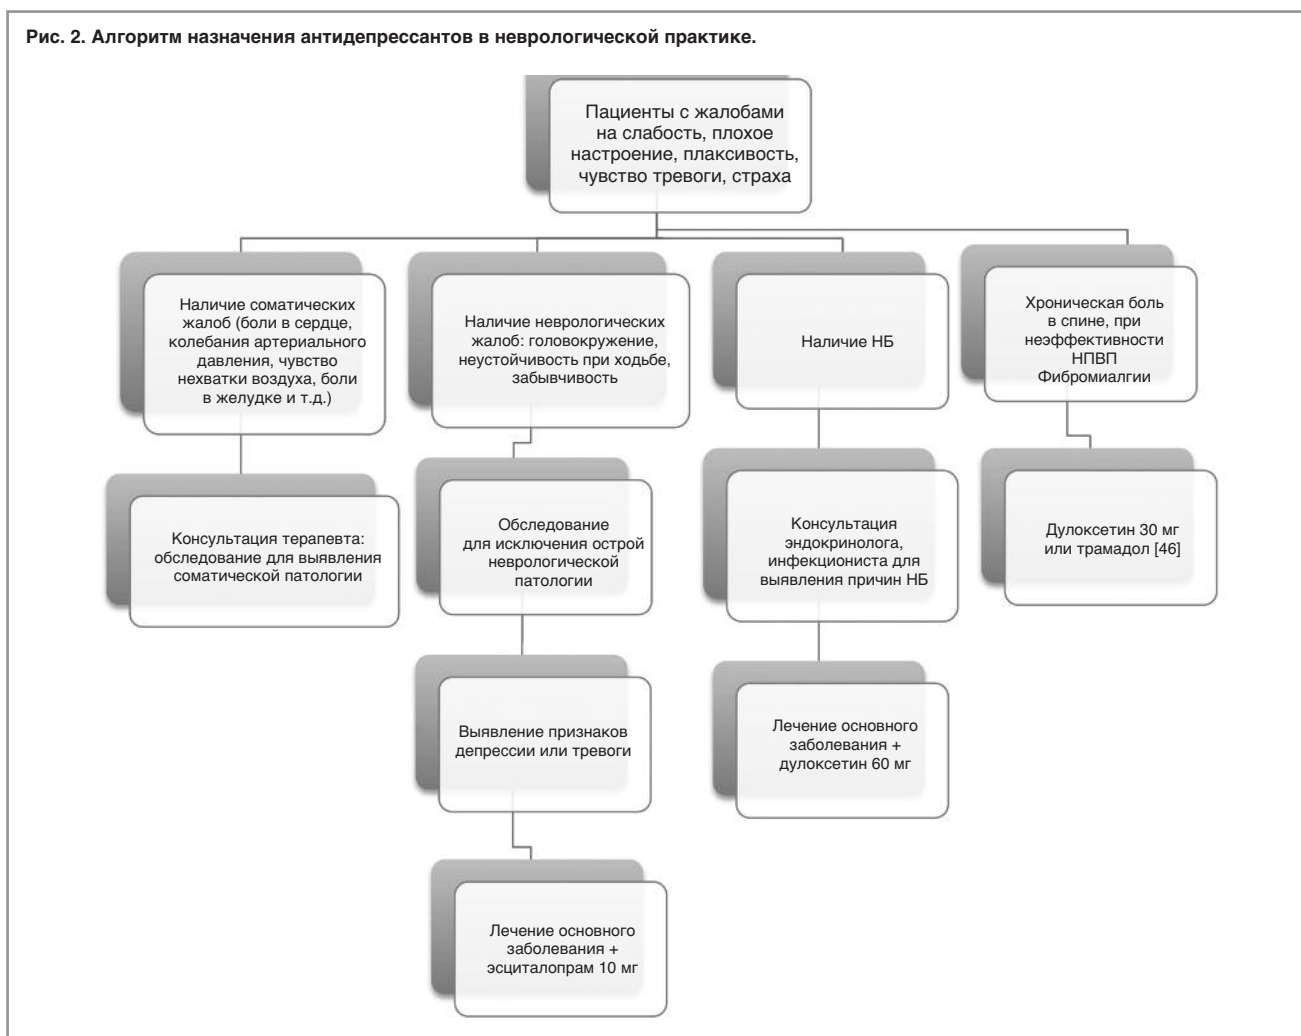 Рис. 2. Алгоритм назначения антидепрессантов в неврологической практике.
Пациенты с жалобами
на слабость, плохое
настроение, плаксивость,
чувство тревоги, страха
Наличие соматических
жалоб (боли в сердце,
колебания артериального
давления, чувство
нехватки воздуха, боли
в желудке и т.д.)
Наличие неврологических
жалоб: головокружение,
неустойчивость при ходьбе,
забывчивость
Наличие НБ
Хроническая боль
в спине, при
неэффективности
НПВП
Фибромиалгии
Консультация терапевта:
обследование для выявления
соматической патологии
Обследование
для исключения острой
неврологической
патологии
Консультация
эндокринолога,
инфекциониста для
выявления причин НБ
Дулоксетин 30 мг
или трамадол [46]
Выявление признаков
депрессии или тревоги
Лечение основного
заболевания +
дулоксетин 60 мг
Лечение основного
заболевания +
эсциталопрам 10 мг